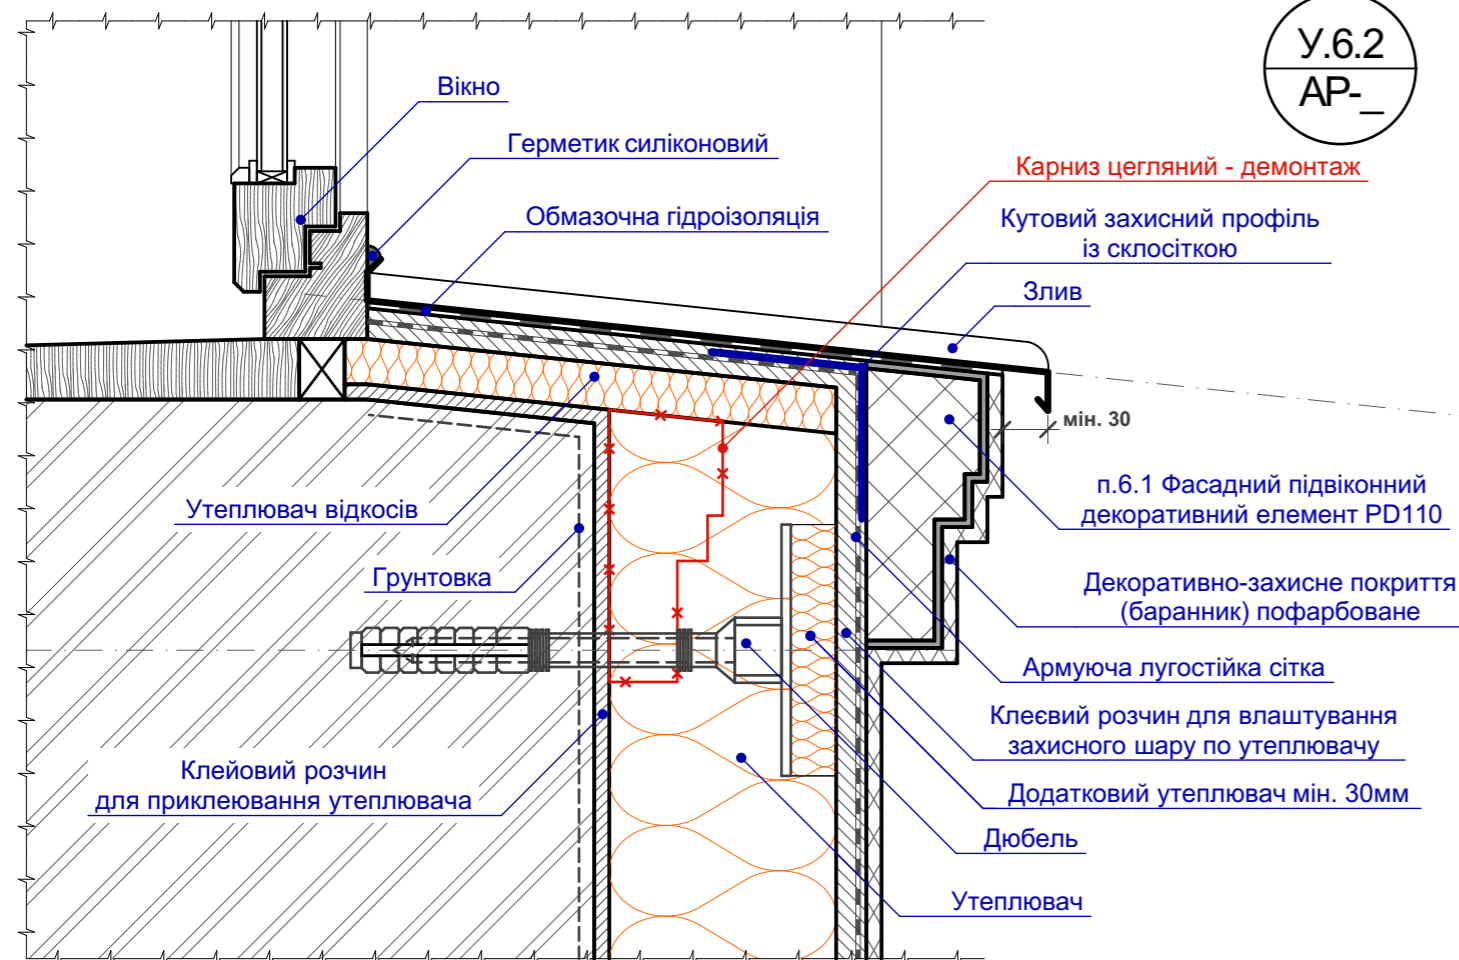 У.6.2
АР-_
Вікно
Герметик силіконовий
Карниз цегляний - демонтаж
Обмазочна гідроізоляція
Кутовий захисний профіль
із склосіткою
Злив
мін. 30
п.6.1 Фасадний підвіконний
декоративний елемент PD110
Утеплювач відкосів
Грунтовка
Декоративно-захисне покриття
(баранник) пофарбоване
Армуюча лугостійка сітка
Клеєвий розчин для влаштування
захисного шару по утеплювачу
Клейовий розчин
для приклеювання утеплювача
Додатковий утеплювач мін. 30мм
Дюбель
Утеплювач